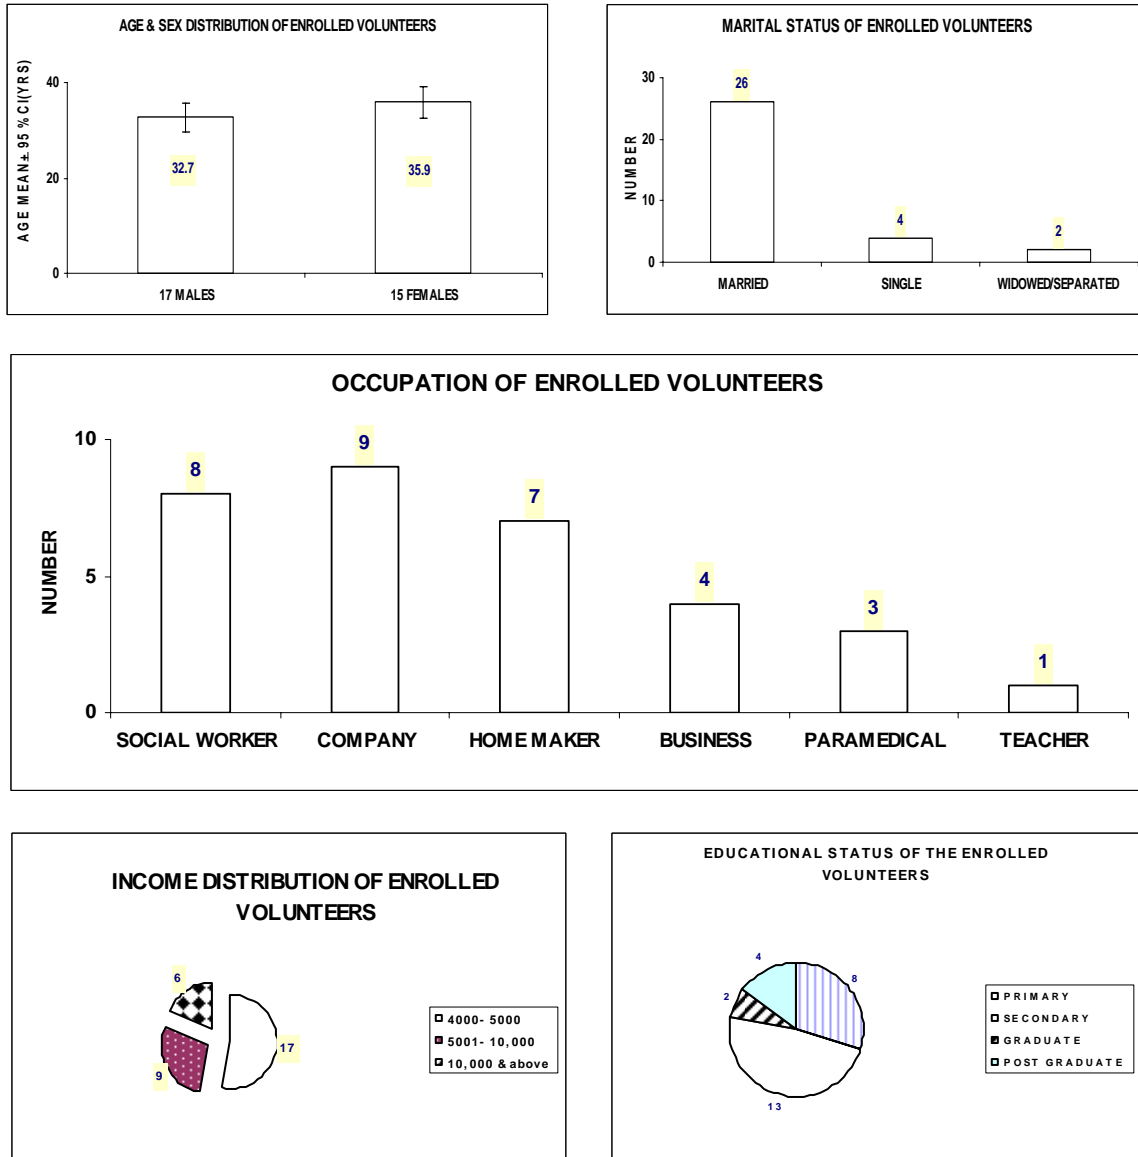 AGE & SEX DISTRIBUTION OF ENROLLED VOLUNTEERS
AGE MEAN± 95 % CI(YRS)
40
20
0
32.7
35.9
17 MALES
15 FEMALES
MARITAL STATUS OF ENROLLED VOLUNTEERS
NUMBER
30
20
10
0
26
4
2
MARRIED
SINGLE
WIDOWED/SEPARATED
OCCUPATION OF ENROLLED VOLUNTEERS
NUMBER
10
5
0
8
9
7
4
3
1
SOCIAL WORKER
COMPANY
HOME MAKER
BUSINESS
PARAMEDICAL
TEACHER
INCOME DISTRIBUTION OF ENROLLED
VOLUNTEERS
6
17
9
4000- 5000
5001- 10,000
10,000 & above
EDUCATIONAL STATUS OF THE ENROLLED
VOLUNTEERS
4
8
2
13
PRIMARY
SECONDARY
GRADUATE
POST GRADUATE